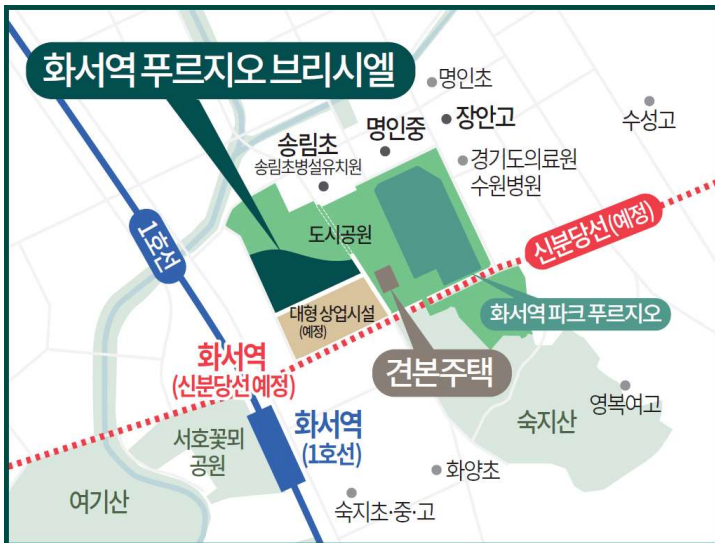 화서역 푸르지오 브리시엘
명인초
장안고
명인중
수성고
송림초
송림초병설유치원
경기도의료원
수원병원
1호선
도시공원
신분당선(예정)
대형 상업시설
(예정)
화서역 파크 푸르지오
화서역
(신분당선 예정)
견본주택
화서역
(1호선)
서호꽃뫼
공원
숙지산
영복여고
여기산
화양초
숙지초·중·고